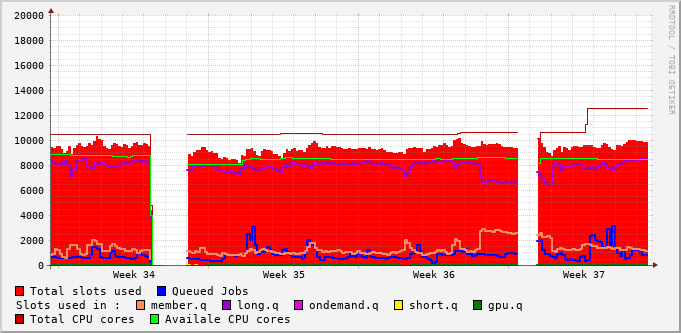 RRDTOOL / TOBI OETIKER
20000
18000
16000
14000
12000
10000
8000
6000
4000
2000
0
Week 34 Week 35 Week 36 Week 37
Total slots used Queued Jobs
Slots used in : member.q long.q ondemand.q short.q gpu.q
Total CPU cores Availale CPU cores